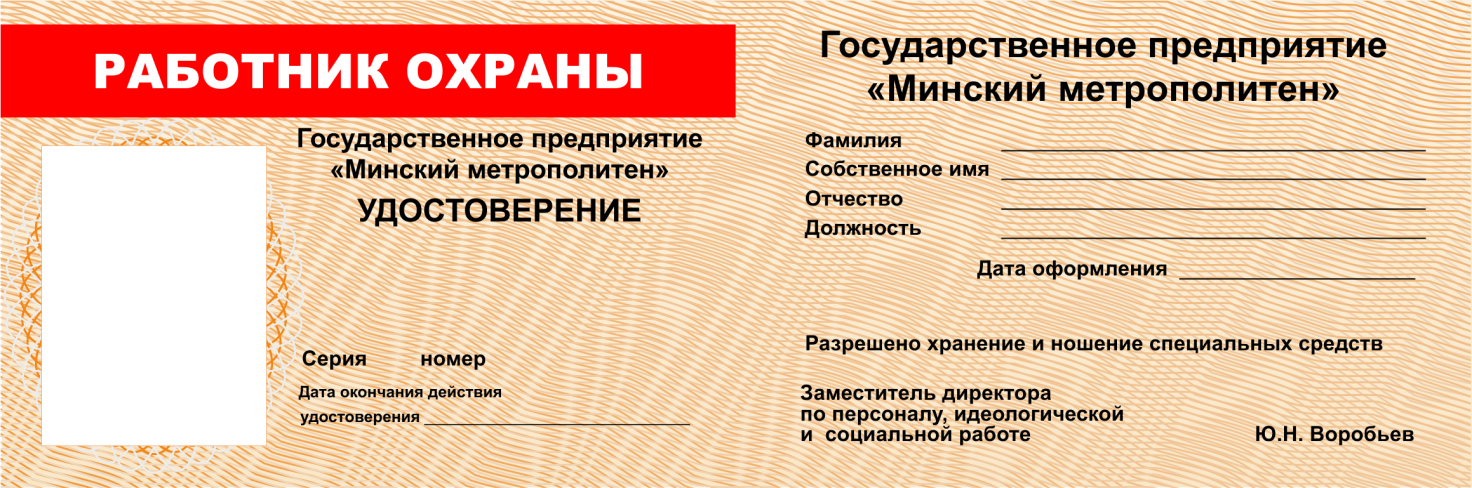 РАБОТНИК ОХРАНЫ
Государственное предприятие
«Минский метрополитен»
УДОСТОВЕРЕНИЕ
Серия номер
Дата окончания действия
удостоверения
Государственное предприятие
«Минский метрополитен»
Фамилия
Собственное имя
Отчество
Должность
Дата оформления
Разрешено хранение и ношение специальных средств
Заместитель директора
по персоналу, идеологической
и социальной работе Ю.Н. Воробьев